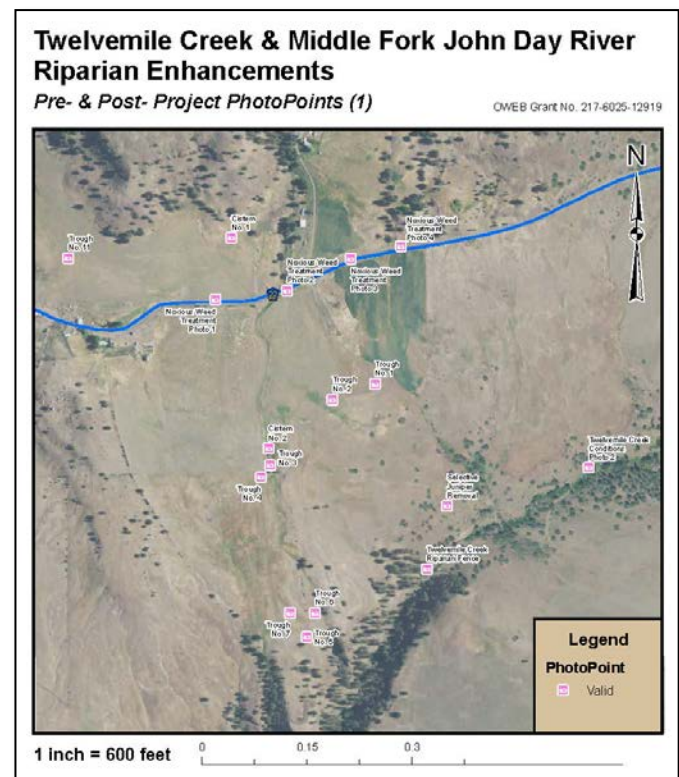 Twelvemile Creek & Middle Fork John Day River
Riparian Enhancements
Pre- & Post- Project PhotoPoints (1)
OWEB Grant No. 217-6025-12919
N
Cistern
No. 1
Trough
No. 11
Noxious Weed
Treatment
Photo 4
Noxious Weed
Treatment
Photo 2
Noxious Weed
Treatment
Photo 3
Noxious Weed
Treatment
Photo 1
Trough
No. 1
Trough
No. 2
Cistern
No. 2
Trough
No. 3
Trough
No. 4
Twelvemile Creek
Conditions
Photo 2
Selective
Juniper
Removal
Twelvemile Creek
Riparian Fence
Trough
No. 6
Trough
No. 7
Trough
No. 5
Legend
PhotoPoint
Valid
1 inch = 600 feet
0 0.15 0.3